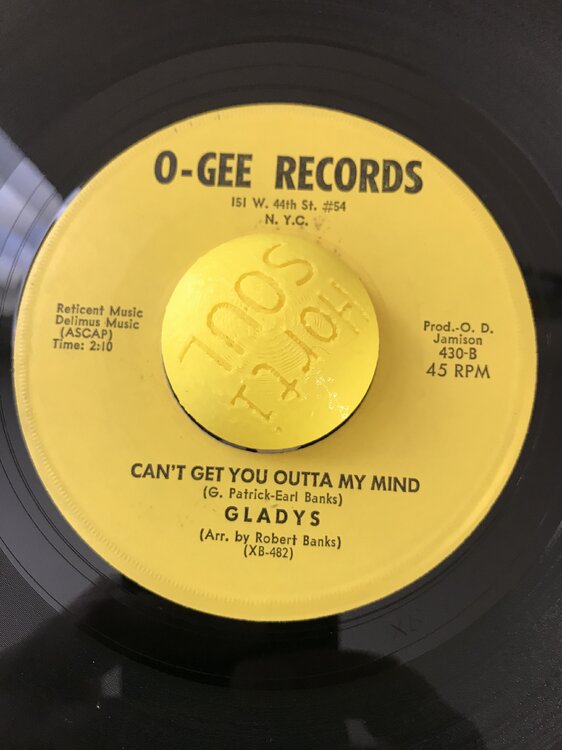 O-GEE RECORDS
151 W. 44th St. #54
N. Y.C.
SOUL
Reticent Music
Delimus Music
(ASCAP)
Time: 2:10
Prod.-O. D.
Jamison
430-B
45 RPM
CAN'T GET YOU OUTTA MY MIND
(G. Patrick-Earl Banks)
GLADYS
(Arr. by Robert Banks)
(XB-482)